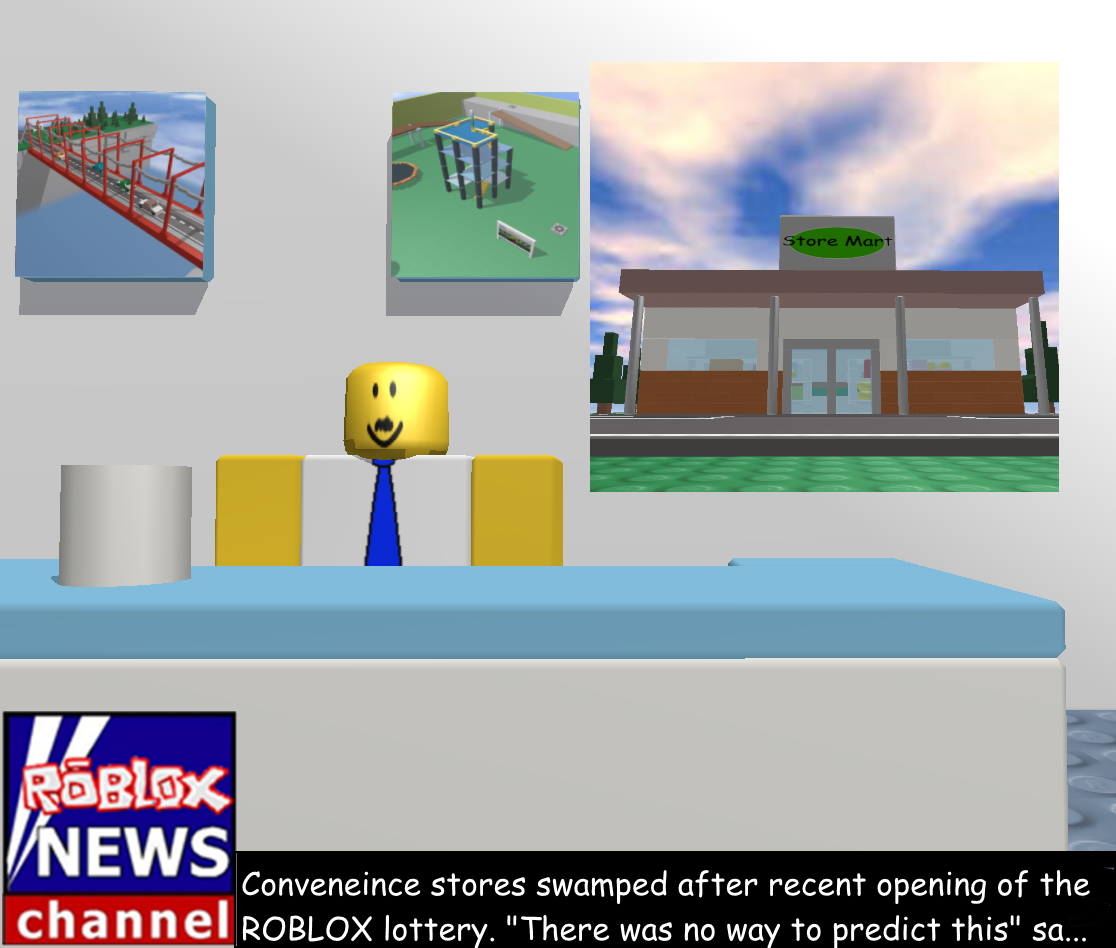 Store Mart
ROBLOX
NEWS
channel
Conveneince stores swamped after recent opening of the
ROBLOX lottery. "There was no way to predict this" sa...